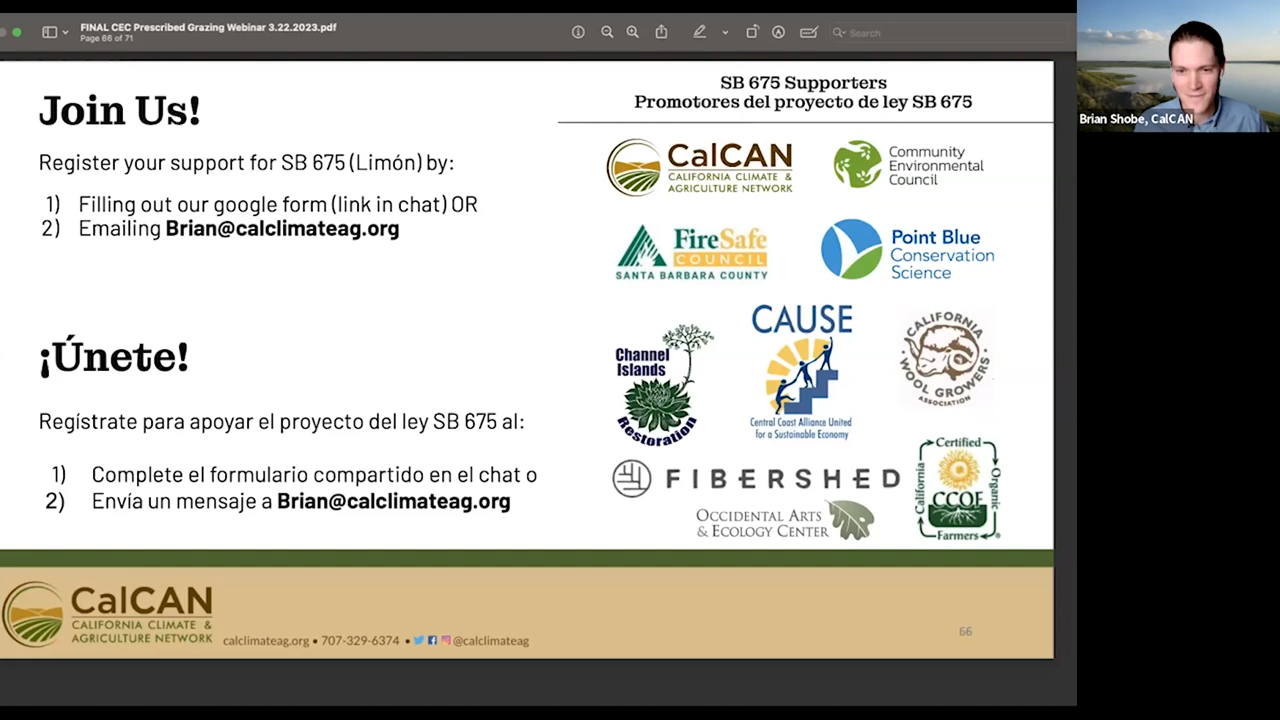 FINAL CEC Prescribed Grazing Webinar 3.22.2023.pdf
Page 66 of 71
Search
Brian Shobe, CalCAN
Join Us!
Register your support for SB 675 (Limón) by:
1) Filling out our google form (link in chat) OR
2) Emailing Brian@calclimateag.org
¡Únete!
Regístrate para apoyar el proyecto del ley SB 675 al:
1) Complete el formulario compartido en el chat o
2) Envía un mensaje a Brian@calclimateag.org
SB 675 Supporters
Promotores del proyecto de ley SB 675
CalCAN
CALIFORNIA CLIMATE &
AGRICULTURE NETWORK
Community
Environmental
Council
FireSafe
COUNCIL
SANTA BARBARA COUNTY
Point Blue
Conservation
Science
Channel
Islands
Restoration
CAUSE
Central Coast Alliance United
for a Sustainable Economy
CALIFORNIA
WOOL GROWERS
ASSOCIATION
FIBERSHED
OCCIDENTAL ARTS
& ECOLOGY CENTER
Certified
California
Organic
CCOF
Farmers
CalCAN
CALIFORNIA CLIMATE &
AGRICULTURE NETWORK
calclimateag.org • 707-329-6374 • @calclimateag
66